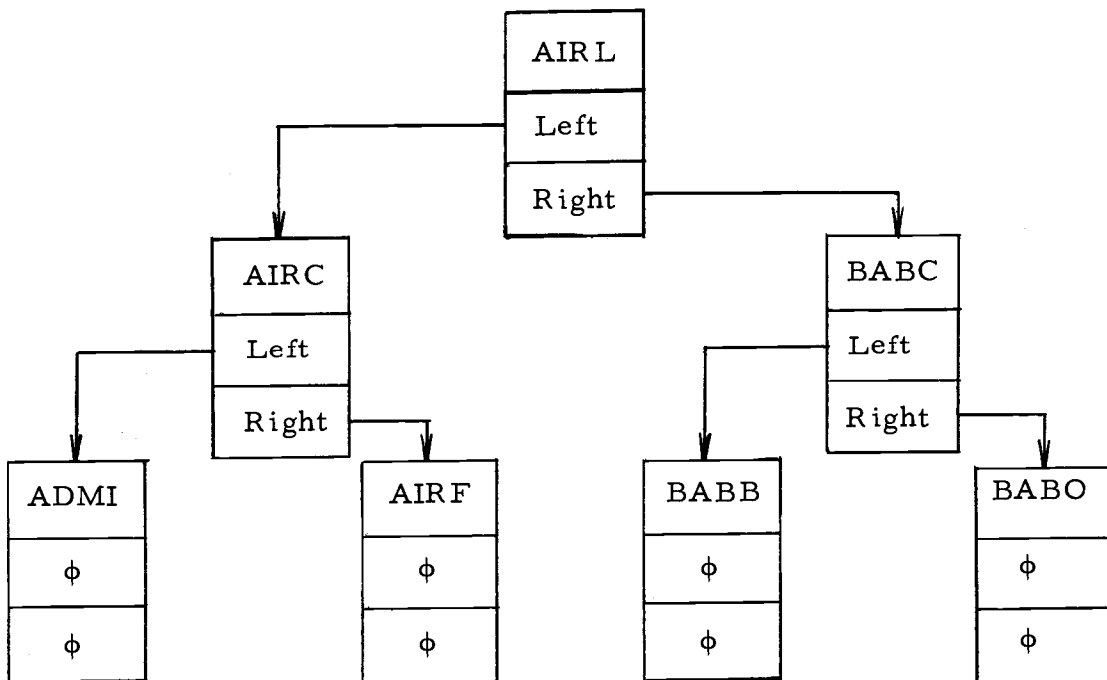 AIRL
Left
Right
AIRC
Left
Right
BABC
Left
Right
ADMI
ϕ
ϕ
AIRF
ϕ
ϕ
BABB
ϕ
ϕ
BABO
ϕ
ϕ